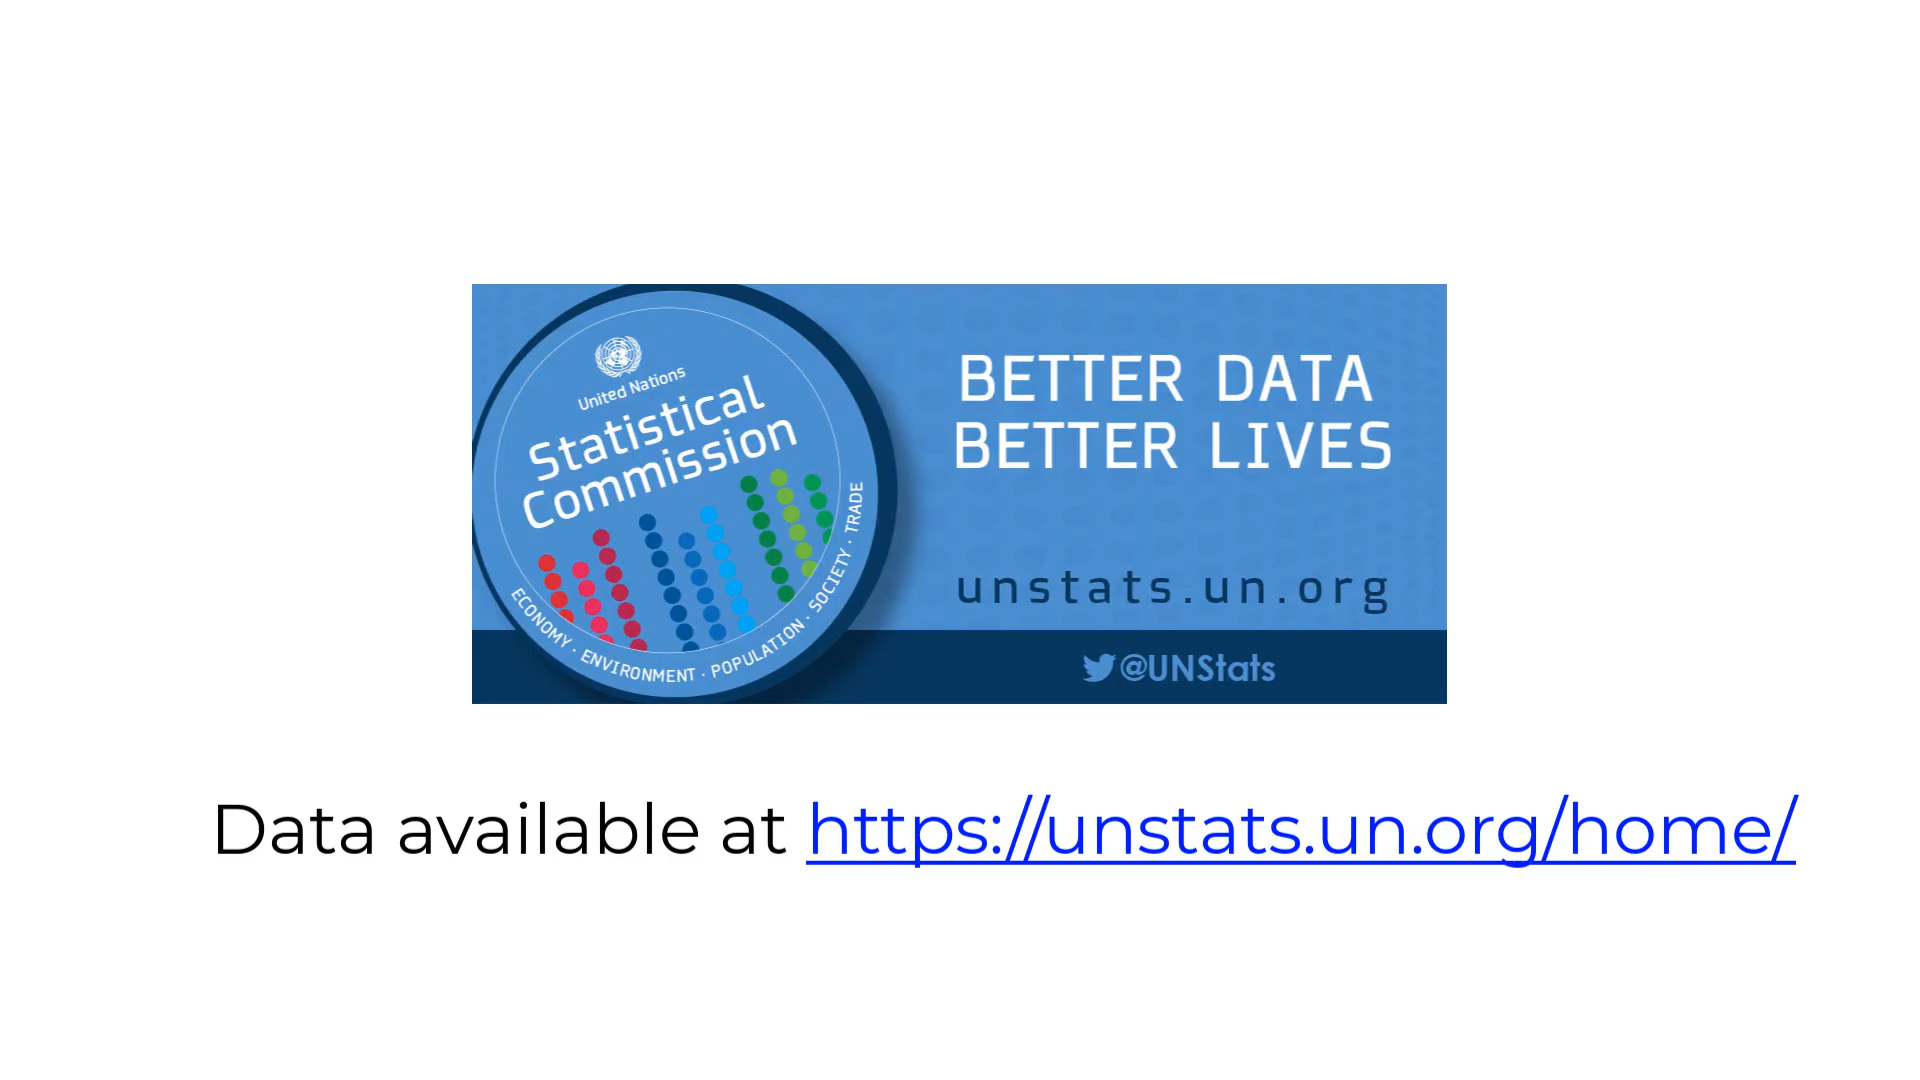 United Nations
Statistical
Commission
ECONOMY · ENVIRONMENT · POPULATION · SOCIETY · TRADE
BETTER DATA
BETTER LIVES
unstats.un.org
@UNStats
Data available at https://unstats.un.org/home/